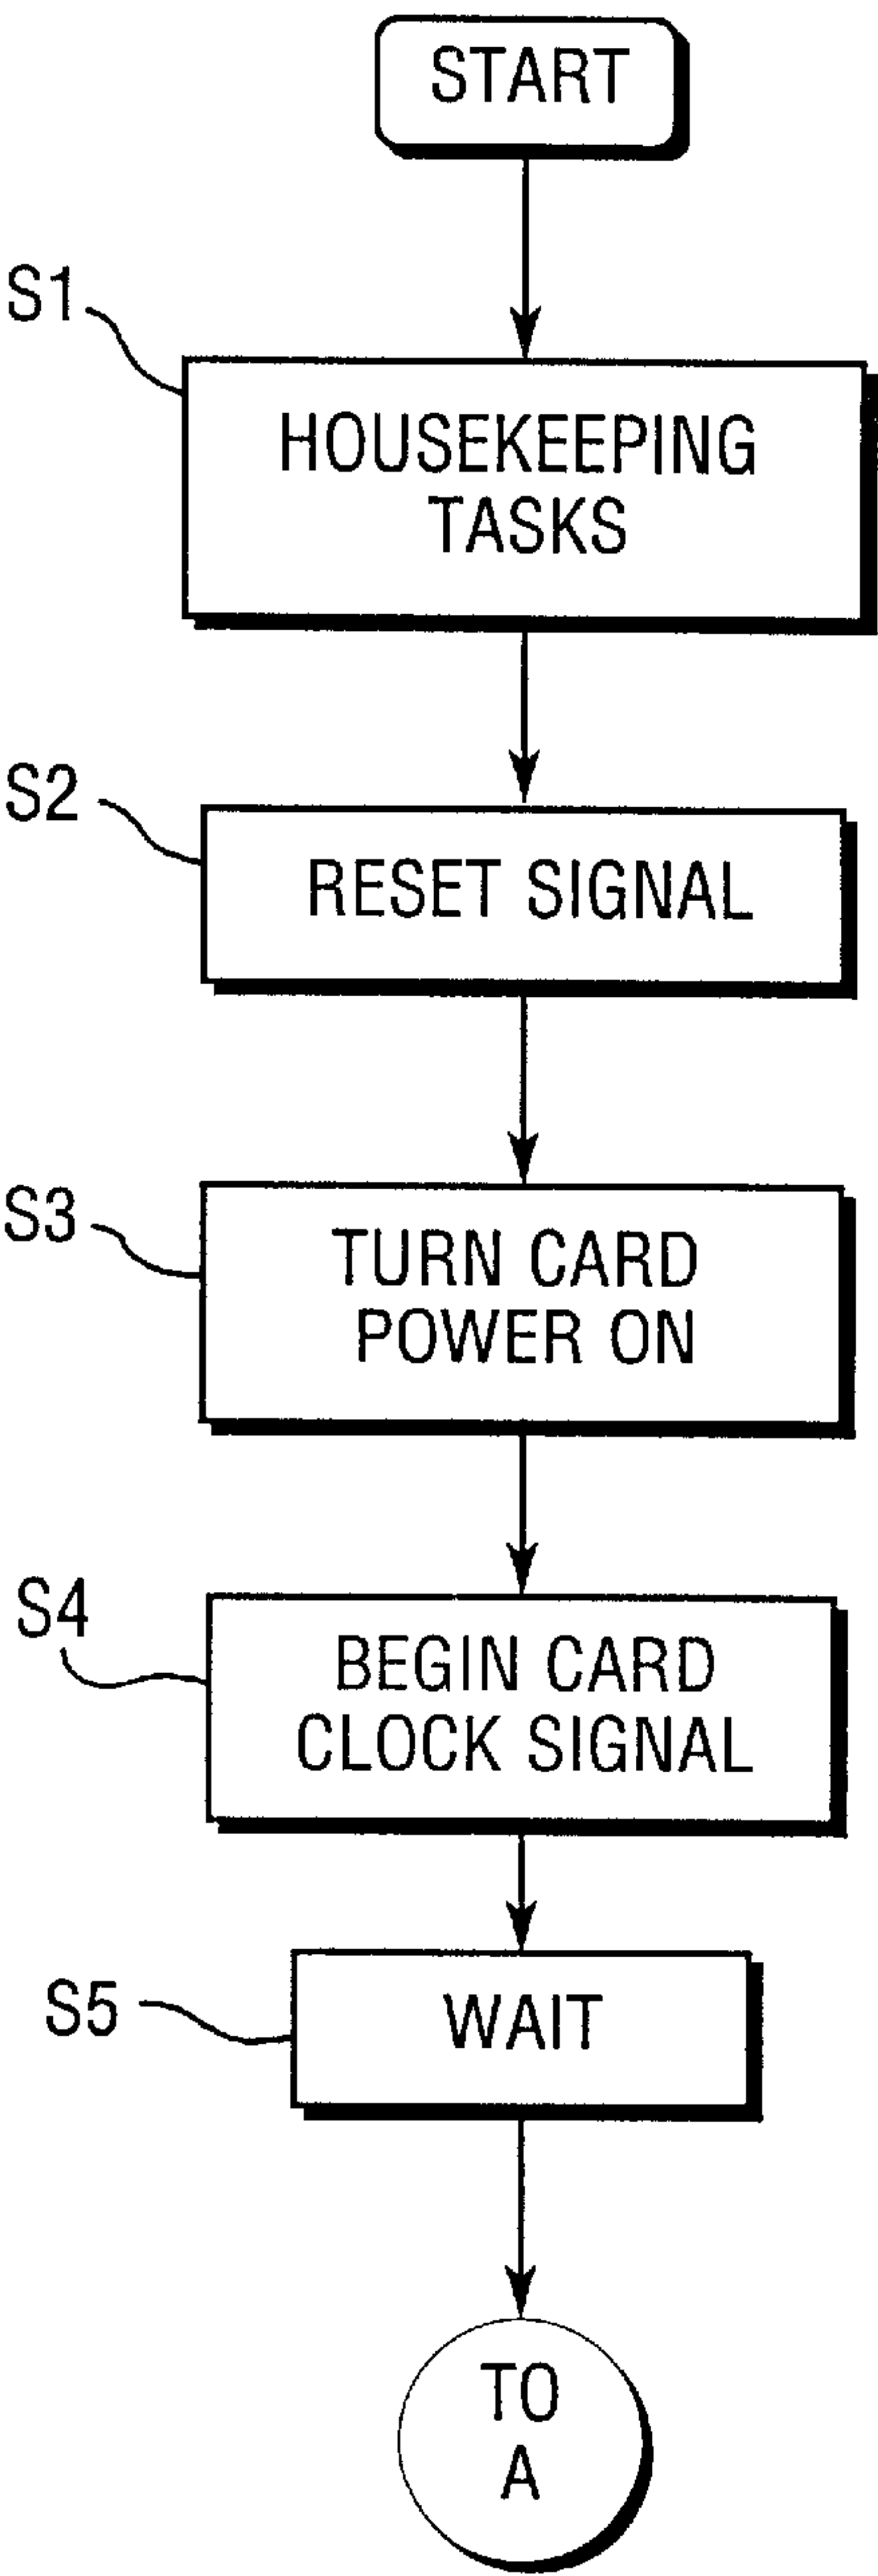 START
S1
HOUSEKEEPING
TASKS
S2
RESET SIGNAL
S3
TURN CARD
POWER ON
S4
BEGIN CARD
CLOCK SIGNAL
S5
WAIT
TO
A